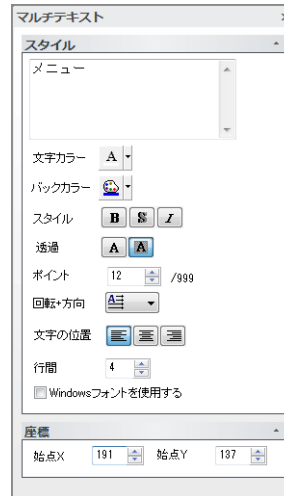 マルチテキスト
スタイル
メニュー
文字カラー A
バックカラー
スタイル B S I
透過 A A
ポイント 12 /999
回転+方向 A
文字の位置
行間 4
Windowsフォントを使用する
座標
始点X 191 始点Y 137